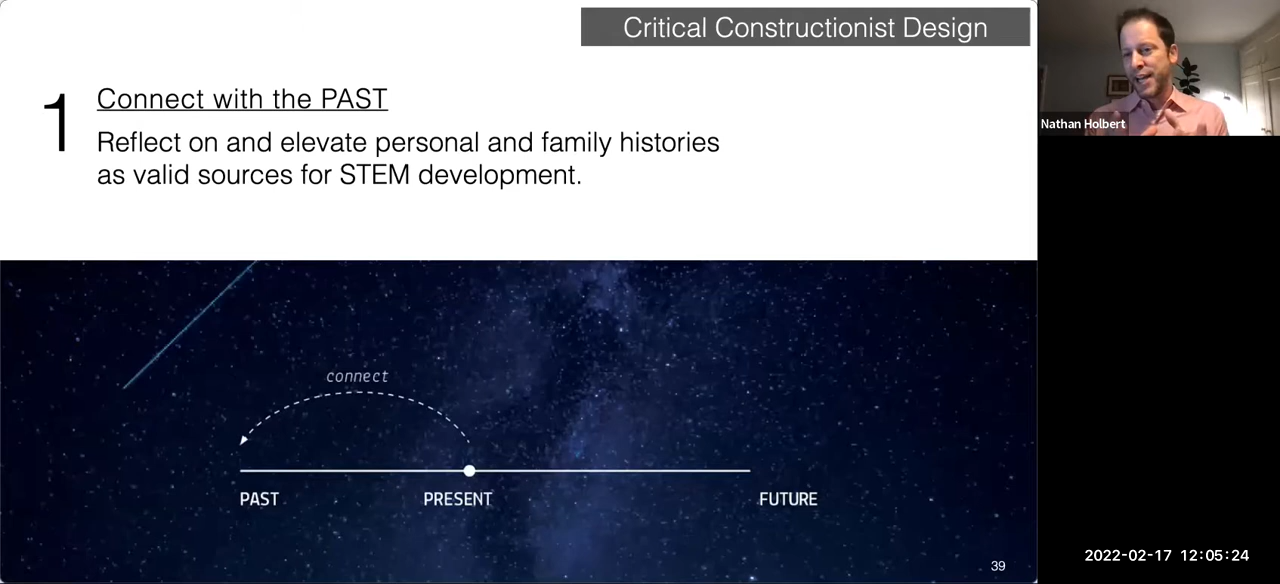 Critical Constructionist Design
1
Connect with the PAST
Reflect on and elevate personal and family histories
as valid sources for STEM development.
connect
PAST
PRESENT
FUTURE
39
Nathan Holbert
2022-02-17 12:05:24